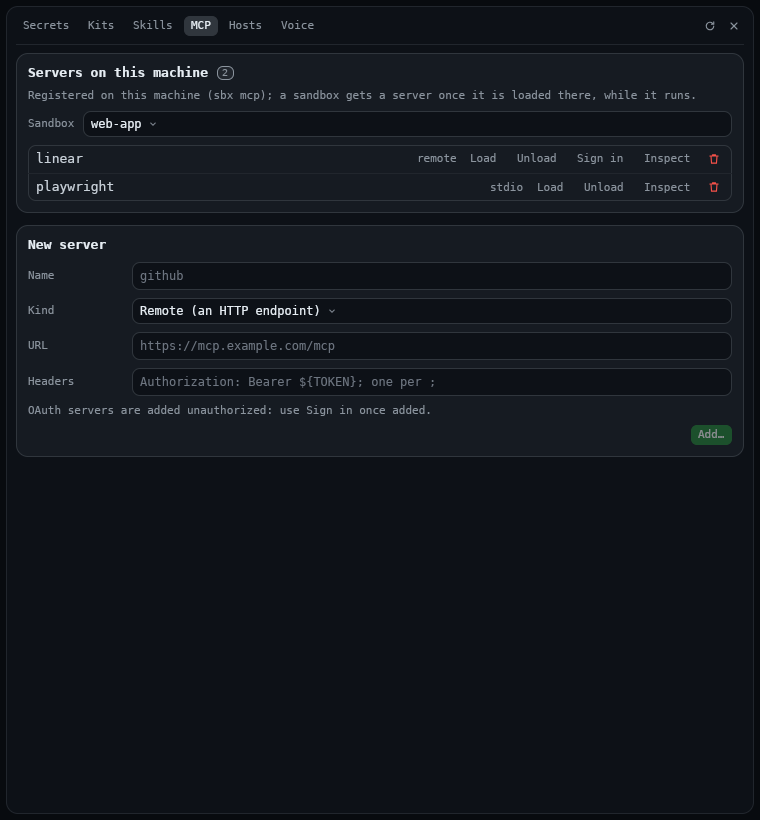 Secrets Kits Skills MCP Hosts Voice
Servers on this machine 2
Registered on this machine (sbx mcp); a sandbox gets a server once it is loaded there, while it runs.
Sandbox web-app
linear remote Load Unload Sign in Inspect
playwright stdio Load Unload Inspect
New server
Name github
Kind Remote (an HTTP endpoint)
URL https://mcp.example.com/mcp
Headers Authorization: Bearer ${TOKEN}; one per ;
OAuth servers are added unauthorized: use Sign in once added.
Add…